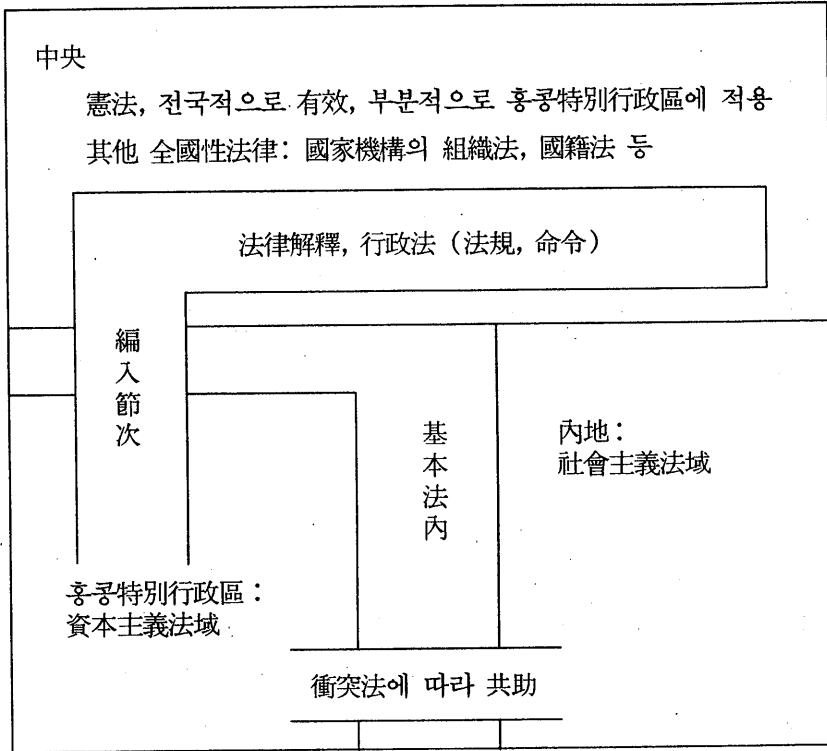 中央
憲法, 전국적으로 有效, 부분적으로 홍콩特別行政區에 적용
其他 全國性法律: 國家機構의 組織法, 國籍法 등
法律解釋, 行政法 (法規, 命令)
編入節次
基本法內
內地:
社會主義法域
홍콩特別行政區:
資本主義法域
衝突法에 따라 共助